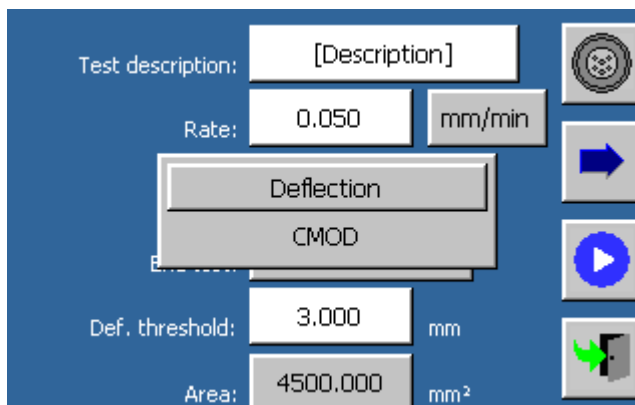 Test description: [Description]
Rate: 0.050 mm/min
Deflection
CMOD
Def. threshold: 3.000 mm
Area: 4500.000 mm²